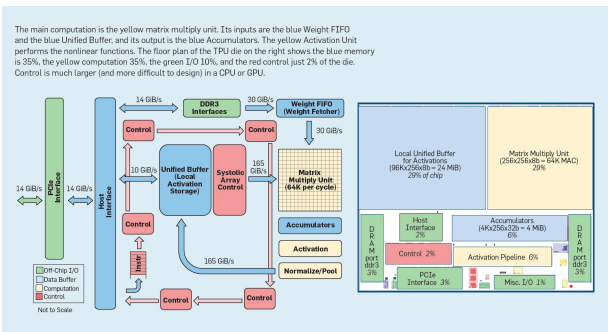 The main computation is the yellow matrix multiply unit. Its inputs are the blue Weight FIFO
and the blue Unified Buffer, and its output is the blue Accumulators. The yellow Activation Unit
performs the nonlinear functions. The floor plan of the TPU die on the right shows the blue memory
is 35%, the yellow computation 35%, the green I/O 10%, and the red control just 2% of the die.
Control is much larger (and more difficult to design) in a CPU or GPU.
14 GiB/s
DDR3
Interfaces
30 GiB/s
Weight FIFO
(Weight Fetcher)
Control
Control
30 GiB/s
14 GiB/s
PCIe
Interface
14 GiB/s
Host
Interface
10 GiB/s
Unified Buffer
(Local
Activation
Storage)
Systolic
Array
Control
165
GiB/s
Matrix
Multiply Unit
(64K per cycle)
Control
Accumulators
Activation
Instr
165 GiB/s
Normalize/Pool
Control
Control
Off-Chip I/O
Data Buffer
Computation
Control
Not to Scale
Local Unified Buffer
for Activations
(96Kx256x8b = 24 MiB)
29% of chip
Matrix Multiply Unit
(256x256x8b = 64K MAC)
29%
D
R
A
M
port
ddr3
3%
Host
Interface
2%
Accumulators
(4Kx256x32b = 4 MiB)
6%
D
R
A
M
port
ddr3
3%
Control 2%
Activation Pipeline 6%
PCIe
Interface 3%
Misc. I/O 1%